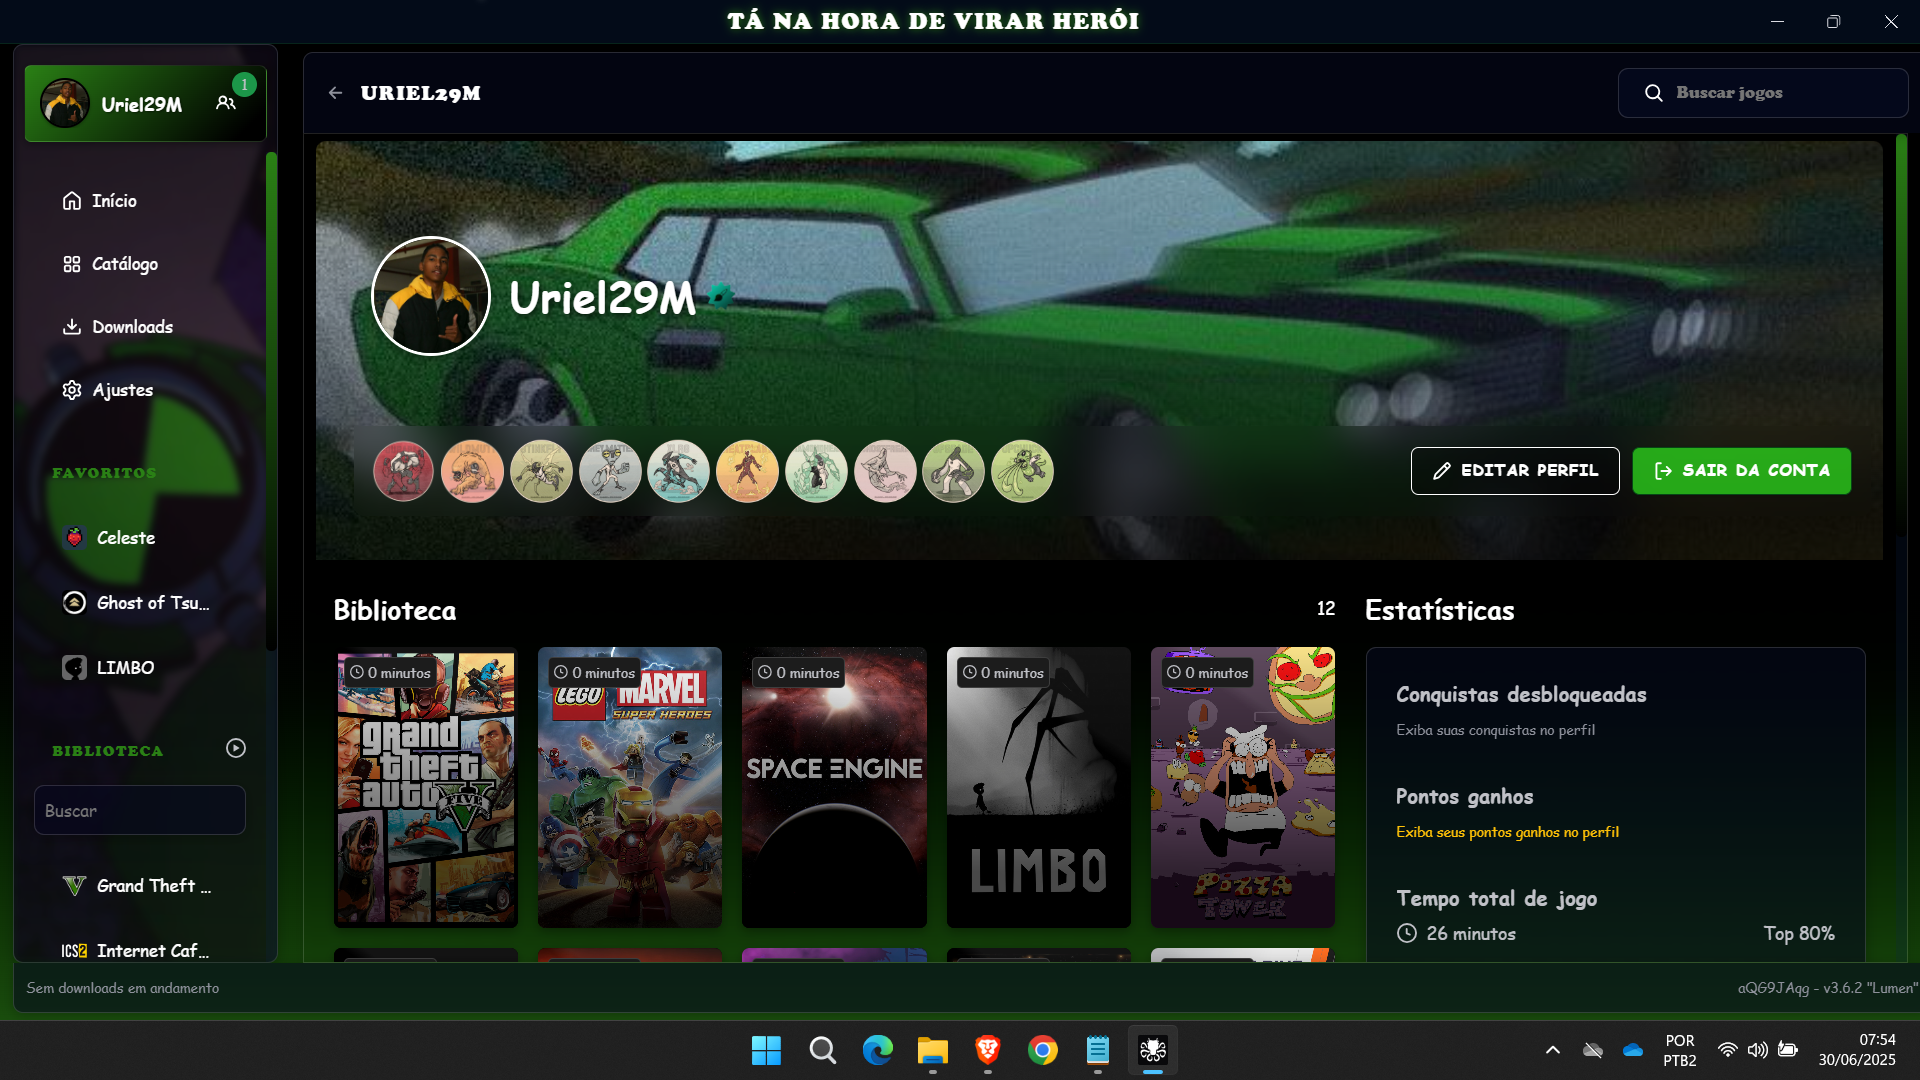 TÁ NA HORA DE VIRAR HERÓI
Uriel29M
1
Início
Catálogo
Downloads
Ajustes
FAVORITOS
Celeste
Ghost of Tsu...
LIMBO
BIBLIOTECA
Buscar
Grand Theft ...
ICS2 Internet Caf...
URIEL29M
Buscar jogos
Uriel29M
EDITAR PERFIL
SAIR DA CONTA
Biblioteca
12
0 minutos
grand
theft
auto
FIVE
0 minutos
LEGO MARVEL
SUPER HEROES
0 minutos
SPACE ENGINE
0 minutos
LIMBO
0 minutos
PIZZA
TOWER
Estatísticas
Conquistas desbloqueadas
Exiba suas conquistas no perfil
Pontos ganhos
Exiba seus pontos ganhos no perfil
Tempo total de jogo
26 minutos
Top 80%
Sem downloads em andamento
aQG9JAqg - v3.6.2 "Lumen"
POR
PTB2
07:54
30/06/2025